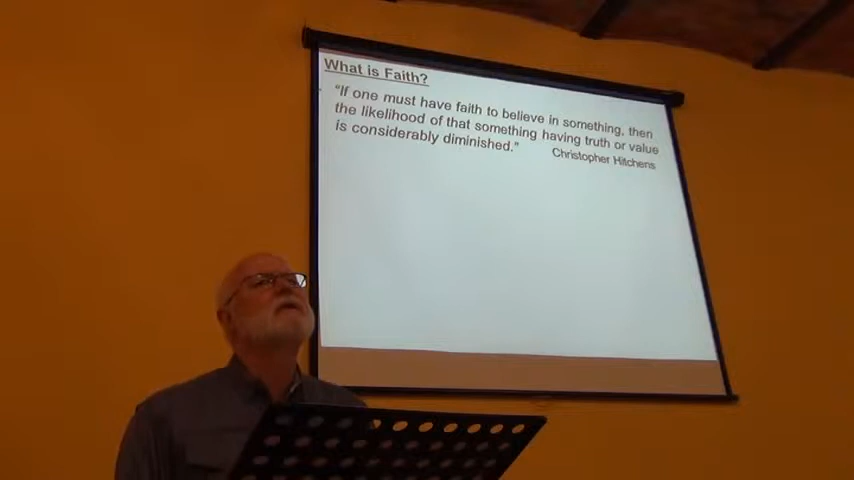 What is Faith?
"If one must have faith to believe in something, then
the likelihood of that something having truth or value
is considerably diminished."
Christopher Hitchens